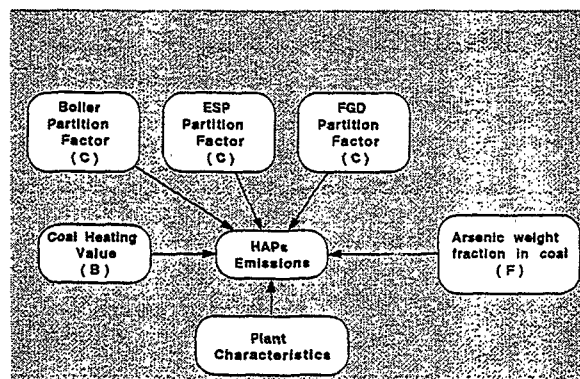 Boiler
Partition
Factor
(C)
ESP
Partition
Factor
(C)
FGD
Partition
Factor
(C)
Coal Heating
Value
(B)
HAPs
Emissions
Arsenic weight
fraction in coal
(F)
Plant
Characteristics